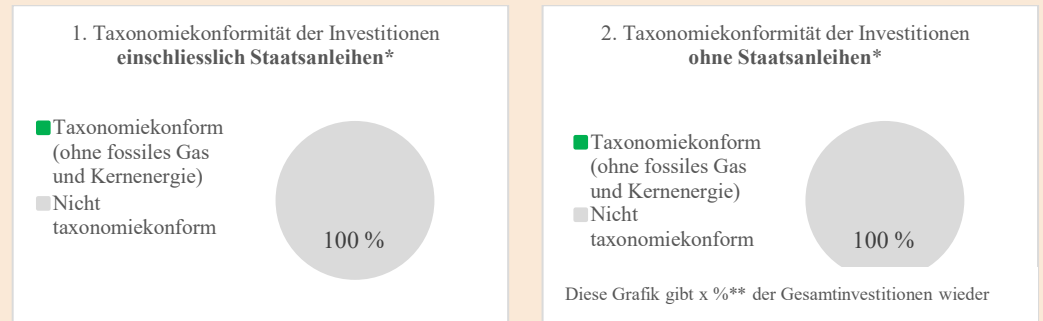 1. Taxonomiekonformität der Investitionen
einschliesslich Staatsanleihen*
Taxonomiekonform
(ohne fossiles Gas
und Kernenergie)
Nicht
taxonomiekonform
100 %
2. Taxonomiekonformität der Investitionen
ohne Staatsanleihen*
Taxonomiekonform
(ohne fossiles Gas
und Kernenergie)
Nicht
taxonomiekonform
100 %
Diese Grafik gibt x %** der Gesamtinvestitionen wieder